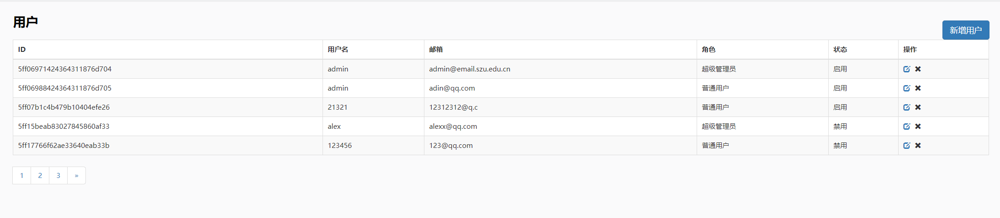 用户
新增用户
ID 用户名 邮箱 角色 状态 操作
5ff06971424364311876d704 admin admin@email.szu.edu.cn 超级管理员 启用
5ff06988424364311876d705 admin adin@qq.com 普通用户 启用
5ff07b1c4b479b10404efe26 21321 12312312@q.c 普通用户 启用
5ff15beab83027845860af33 alex alexx@qq.com 超级管理员 禁用
5ff17766f62ae33640eab33b 123456 123@qq.com 普通用户 禁用
1 2 3 »